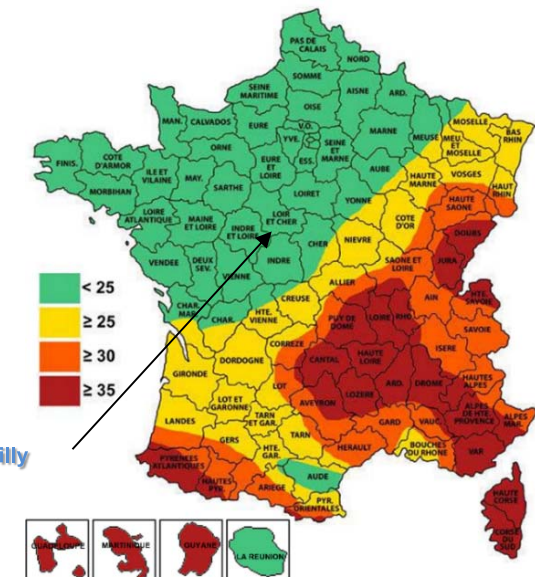 PAS DE
CALAIS
NORD
SOMME
SEINE
MARITIME
AISNE
ARD.
OISE
MAN.
CALVADOS
EURE
V.O.
YVE.
ESS.
SEINE
ET
MARNE
MARNE
MEUSE
MOSELLE
MEU.
ET
MOSELLE
BAS
RHIN
VOSGES
HAUT
RHIN
FINIS.
COTE
D'ARMOR
ILE ET
VILAINE
MORBIHAN
ORNE
MAY.
SARTHE
EURE
ET
LOIRE
AUBE
HAUTE
MARNE
HAUTE
SAONE
LOIRE
ATLANTIQUE
MAINE
ET LOIRE
INDRE
ET LOIRE
LOIR
ET CHER
LOIRET
YONNE
COTE
D'OR
DOUBS
JURA
VENDEE
DEUX
SEV.
VIENNE
INDRE
CHER
NIEVRE
SAONE ET
LOIRE
ALLIER
CREUSE
HTE.
VIENNE
CHAR.
MAR.
CHAR.
< 25
≥ 25
≥ 30
≥ 35
PUY DE
DOME
LOIRE
RHO.
AIN
HTE.
SAVOIE
SAVOIE
ISERE
CORREZE
CANTAL
HAUTE
LOIRE
ARD.
DROME
HAUTES
ALPES
GIRONDE
DORDOGNE
LOT
LOT ET
GARONNE
AVEYRON
LOZERE
GARD
VAUC.
ALPES
DE HTE.
PROVENCE
ALPES
MAR.
LANDES
GERS
TARN
ET GAR.
TARN
HERAULT
BOUCHES
DU RHONE
VAR
illy
PYRENEES
ATLANTIQUES
HAUTES
PYR.
HTE.
GAR.
ARIEGE
AUDE
PYR.
ORIENTALES
HAUTE
CORSE
CORSE
DU SUD
GUADELOUPE
MARTINIQUE
GUYANE
LA REUNION